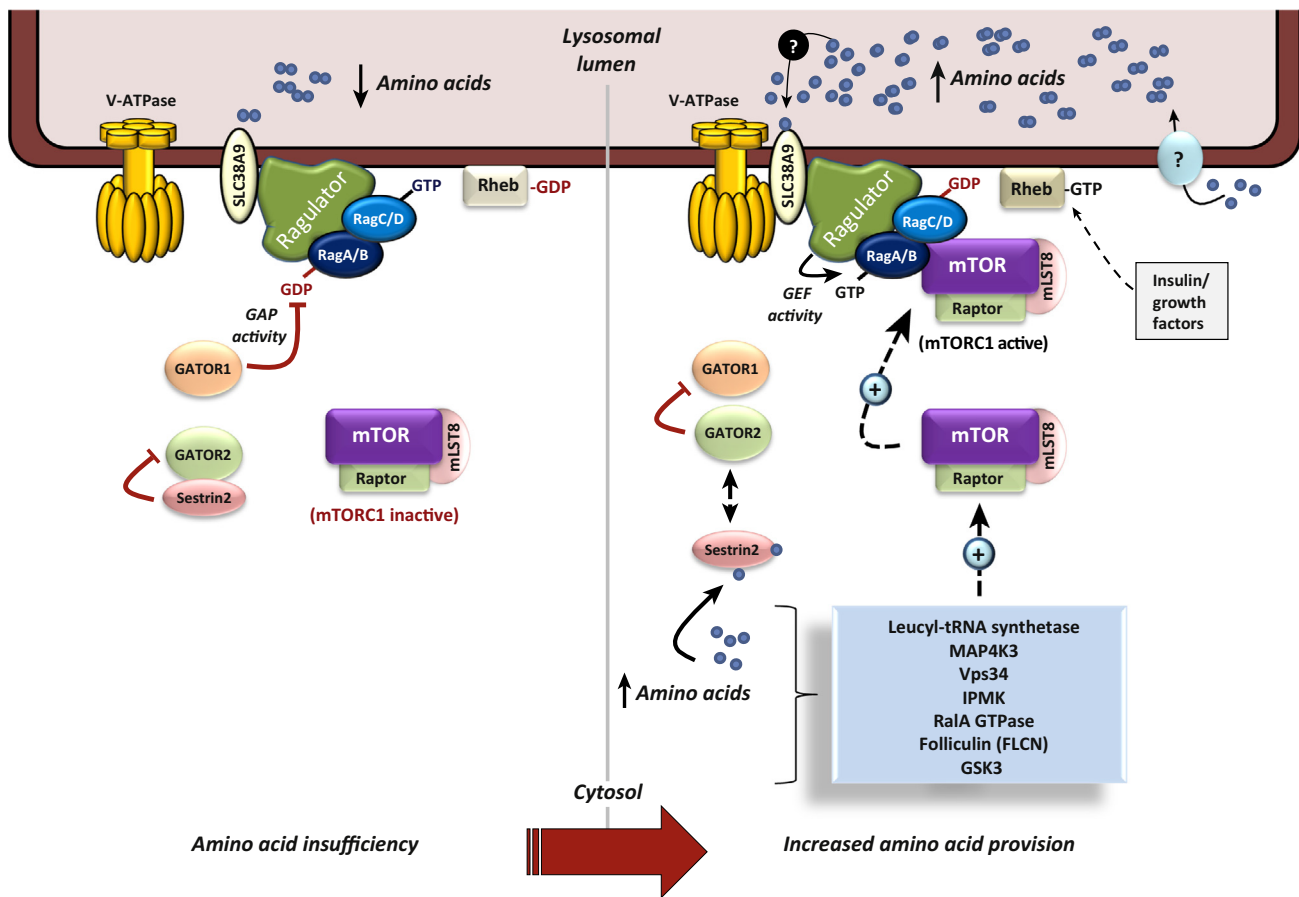 Lysosomal
lumen
Amino acids
V-ATPase
SLC38A9
Ragulator
GTP
RagC/D
RagA/B
GDP
Rheb
-GDP
GAP
activity
GATOR1
GATOR2
Sestrin2
mTOR
Raptor
mLST8
(mTORC1 inactive)
Amino acid insufficiency
?
Amino acids
V-ATPase
SLC38A9
?
Ragulator
GDP
RagC/D
RagA/B
Rheb
-GTP
GEF
activity
GTP
mTOR
Raptor
mLST8
(mTORC1 active)
Insulin/
growth
factors
GATOR1
GATOR2
+
mTOR
Raptor
mLST8
Sestrin2
+
Amino acids
Leucyl-tRNA synthetase
MAP4K3
Vps34
IPMK
RalA GTPase
Folliculin (FLCN)
GSK3
Cytosol
Increased amino acid provision